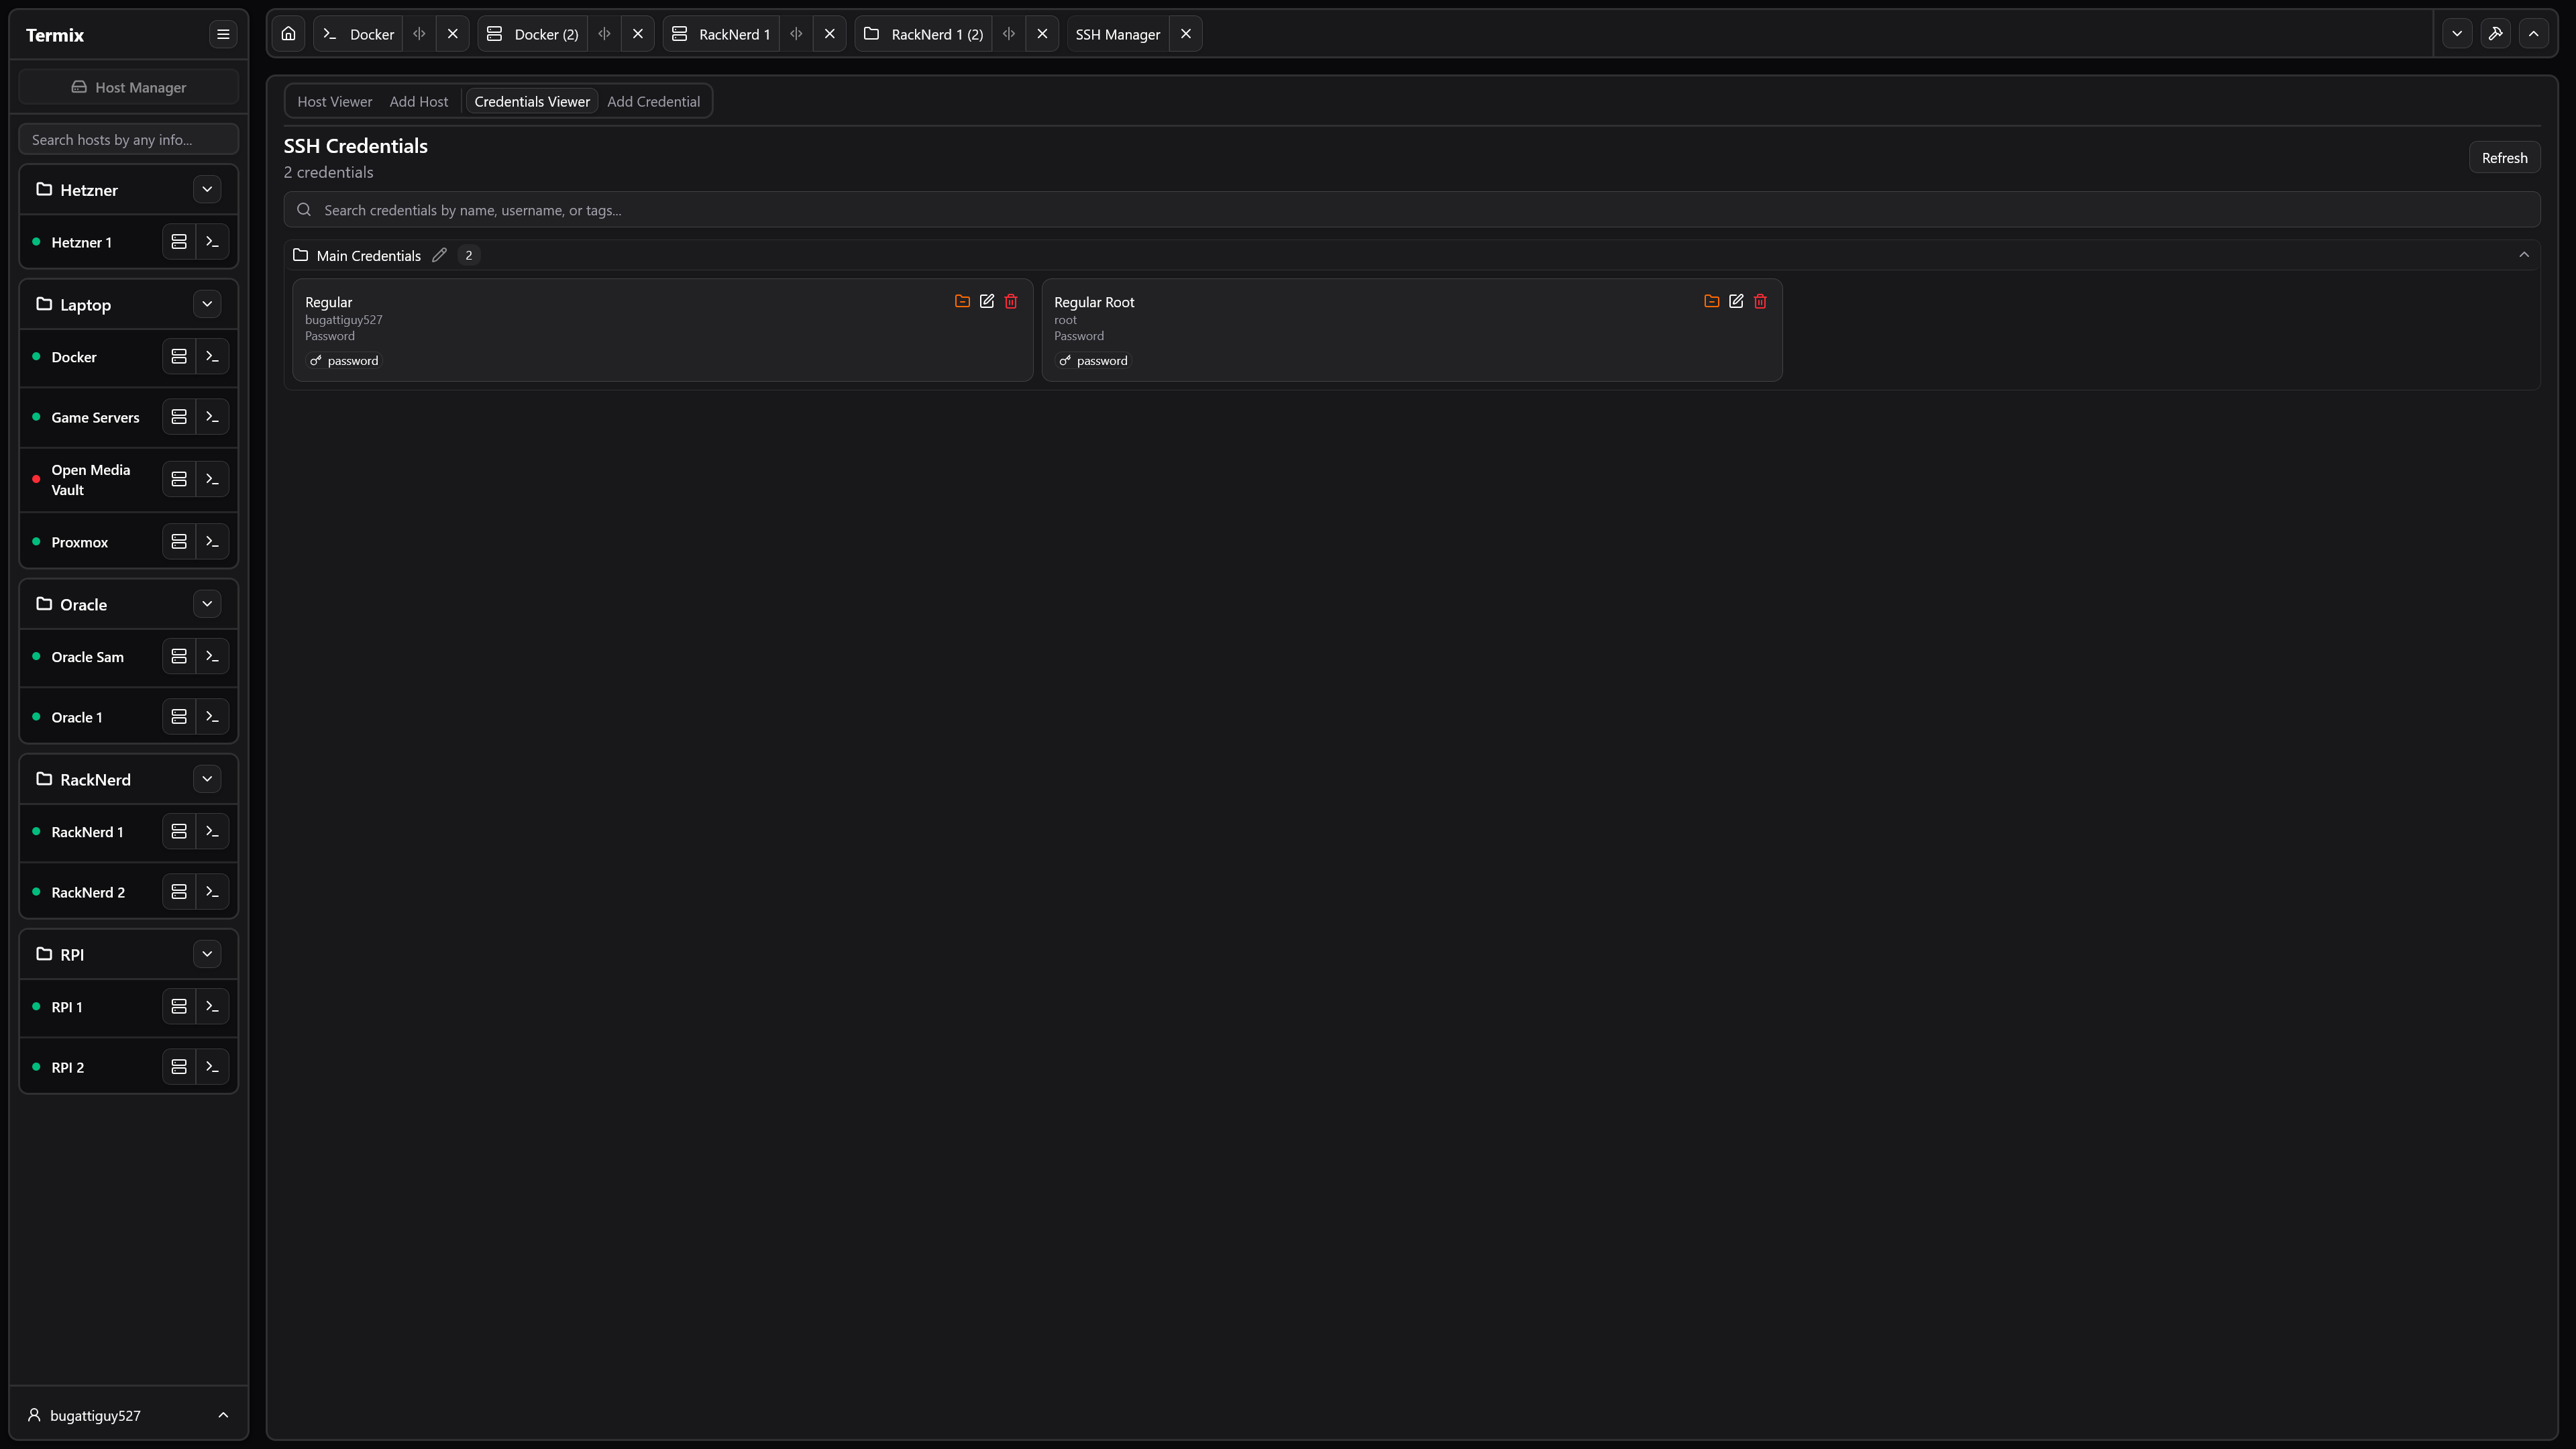 Termix
Host Manager
Search hosts by any info...
Hetzner
Hetzner 1
Laptop
Docker
Game Servers
Open Media
Vault
Proxmox
Oracle
Oracle Sam
Oracle 1
RackNerd
RackNerd 1
RackNerd 2
RPI
RPI 1
RPI 2
bugattiguy527
Docker
Docker (2)
RackNerd 1
RackNerd 1 (2)
SSH Manager
Host Viewer
Add Host
Credentials Viewer
Add Credential
SSH Credentials
2 credentials
Refresh
Search credentials by name, username, or tags...
Main Credentials
2
Regular
bugattiguy527
Password
password
Regular Root
root
Password
password